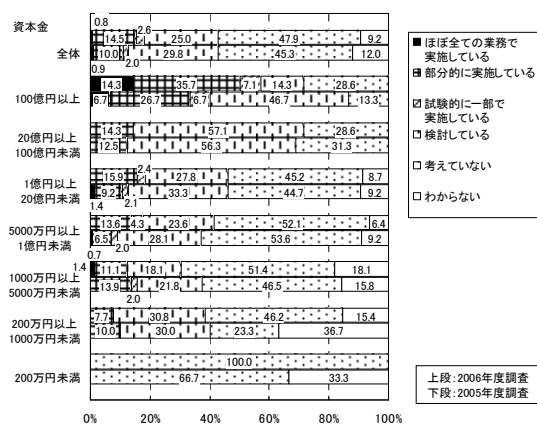 資本金
0.8
14.5 2.6 25.0 47.9 9.2
全体
10.0 2.0 29.8 45.3 12.0
0.9
14.3 35.7 7.1 14.3 28.6
100億円以上
6.7 26.7 6.7 46.7 13.3
14.3 57.1 28.6
20億円以上
100億円未満
12.5 56.3 31.3
15.9 2.4 27.8 45.2 8.7
1億円以上
20億円未満
9.2 2.1 33.3 44.7 9.2
1.4
13.6 4.3 23.6 52.1 6.4
5000万円以上
1億円未満
6.5 2.0 28.1 53.6 9.2
0.7
1.4 11.1 18.1 51.4 18.1
1000万円以上
5000万円未満
13.9 2.0 21.8 46.5 15.8
7.7 30.8 46.2 15.4
200万円以上
1000万円未満
10.0 30.0 23.3 36.7
100.0
200万円未満
66.7 33.3
0% 20% 40% 60% 80% 100%
ほぼ全ての業務で
実施している
部分的に実施している
試験的に一部で
実施している
検討している
考えていない
わからない
上段:2006年度調査
下段:2005年度調査